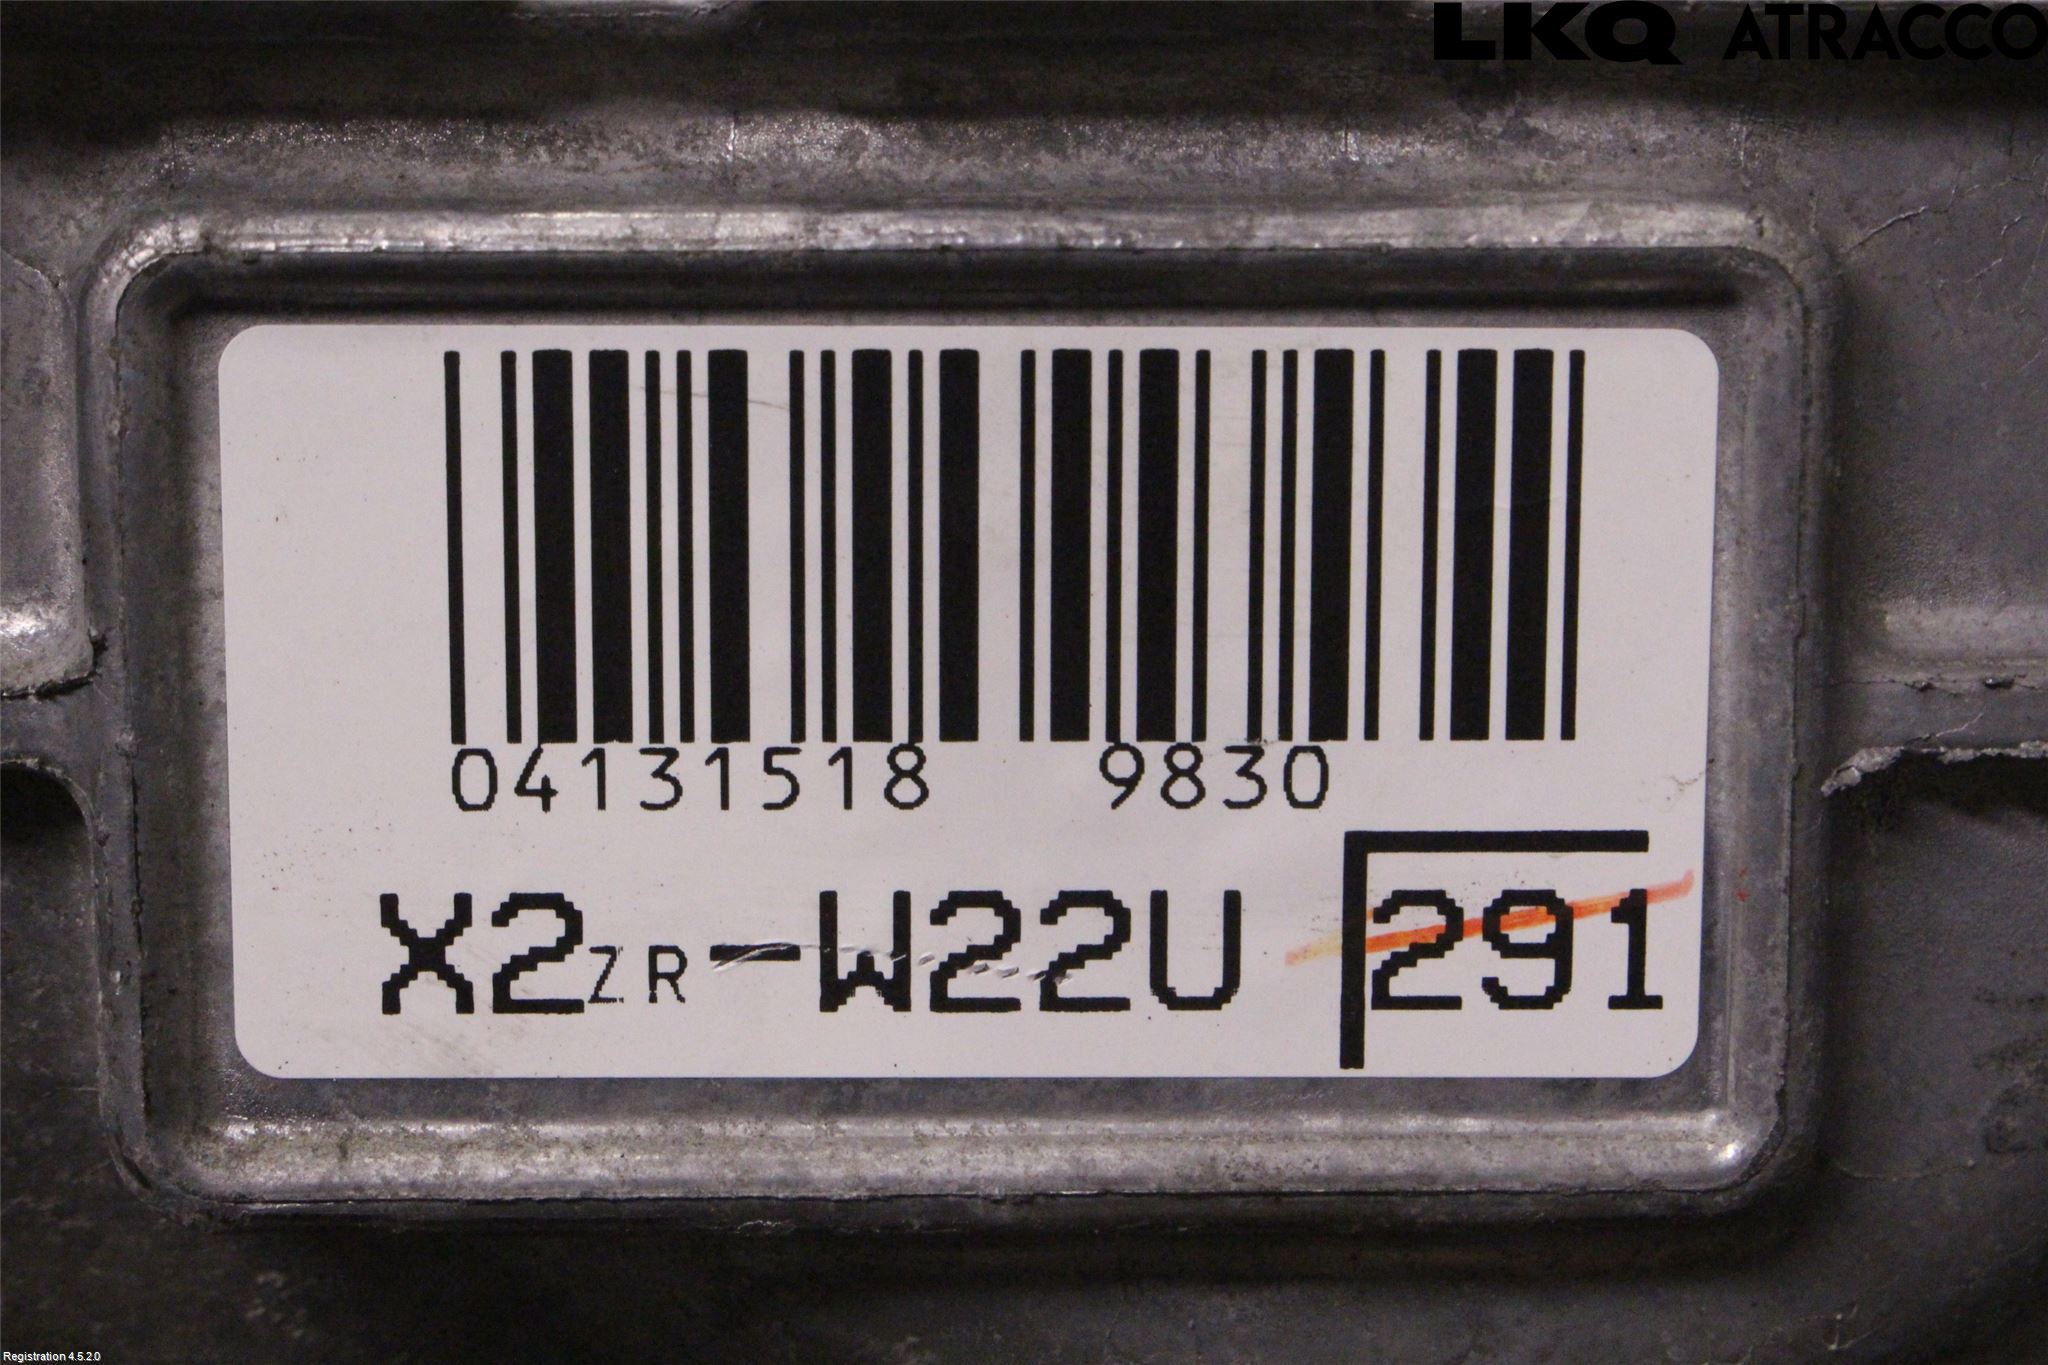 LKQ ATRACCO
04131518 9830
X2ZR-W22U 291
Registration 4.5.2.0